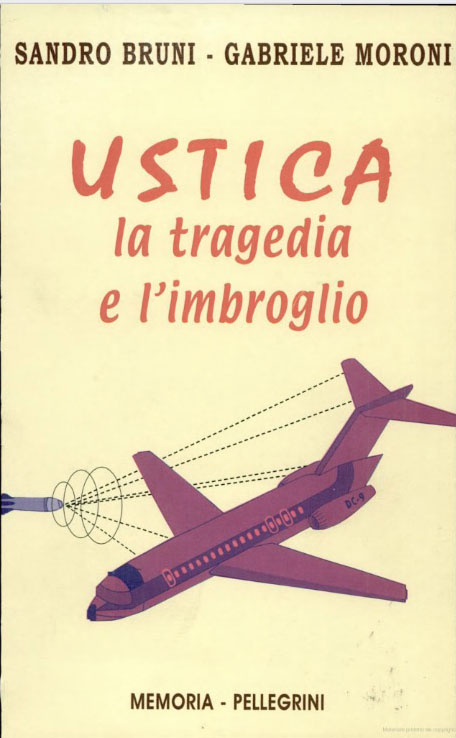 SANDRO BRUNI - GABRIELE MORONI
USTICA
la tragedia
e l'imbroglio
DC-9
MEMORIA - PELLEGRINI